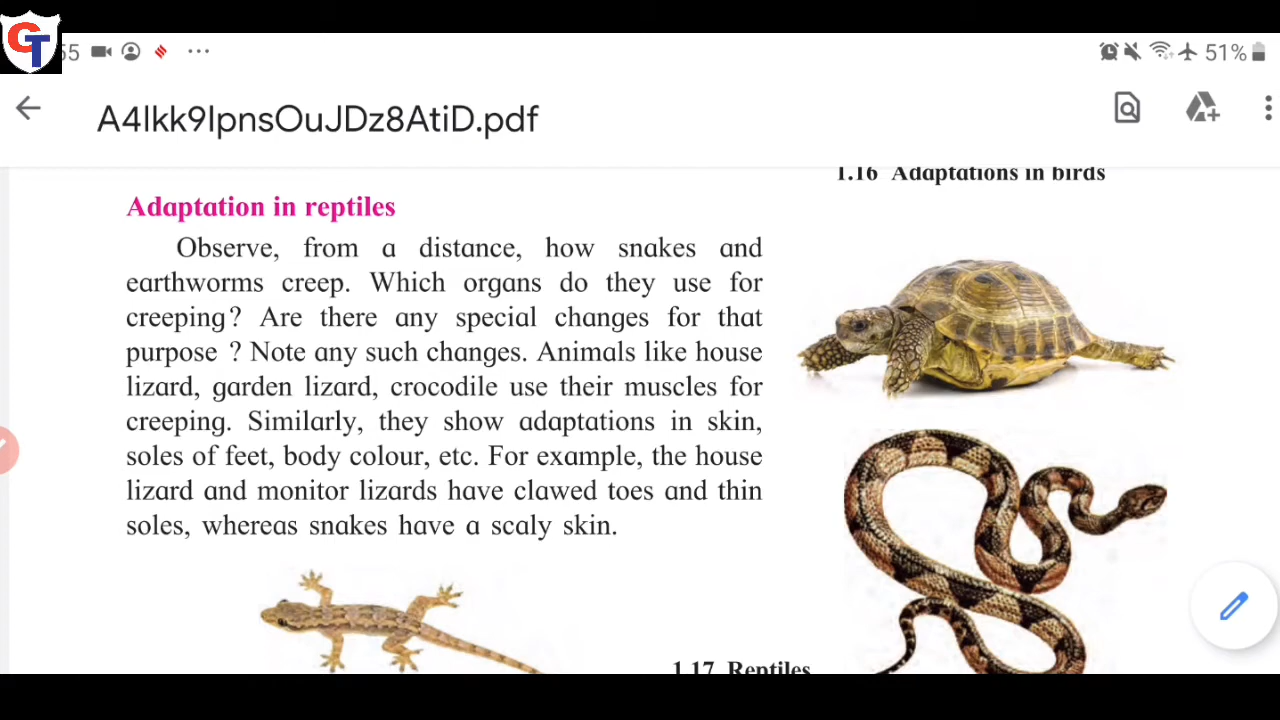 GT
55
51%
A4lkk9lpnsOuJDz8AtiD.pdf
1.16 Adaptations in birds
Adaptation in reptiles
Observe, from a distance, how snakes and
earthworms creep. Which organs do they use for
creeping? Are there any special changes for that
purpose ? Note any such changes. Animals like house
lizard, garden lizard, crocodile use their muscles for
creeping. Similarly, they show adaptations in skin,
soles of feet, body colour, etc. For example, the house
lizard and monitor lizards have clawed toes and thin
soles, whereas snakes have a scaly skin.
1.17 Reptiles